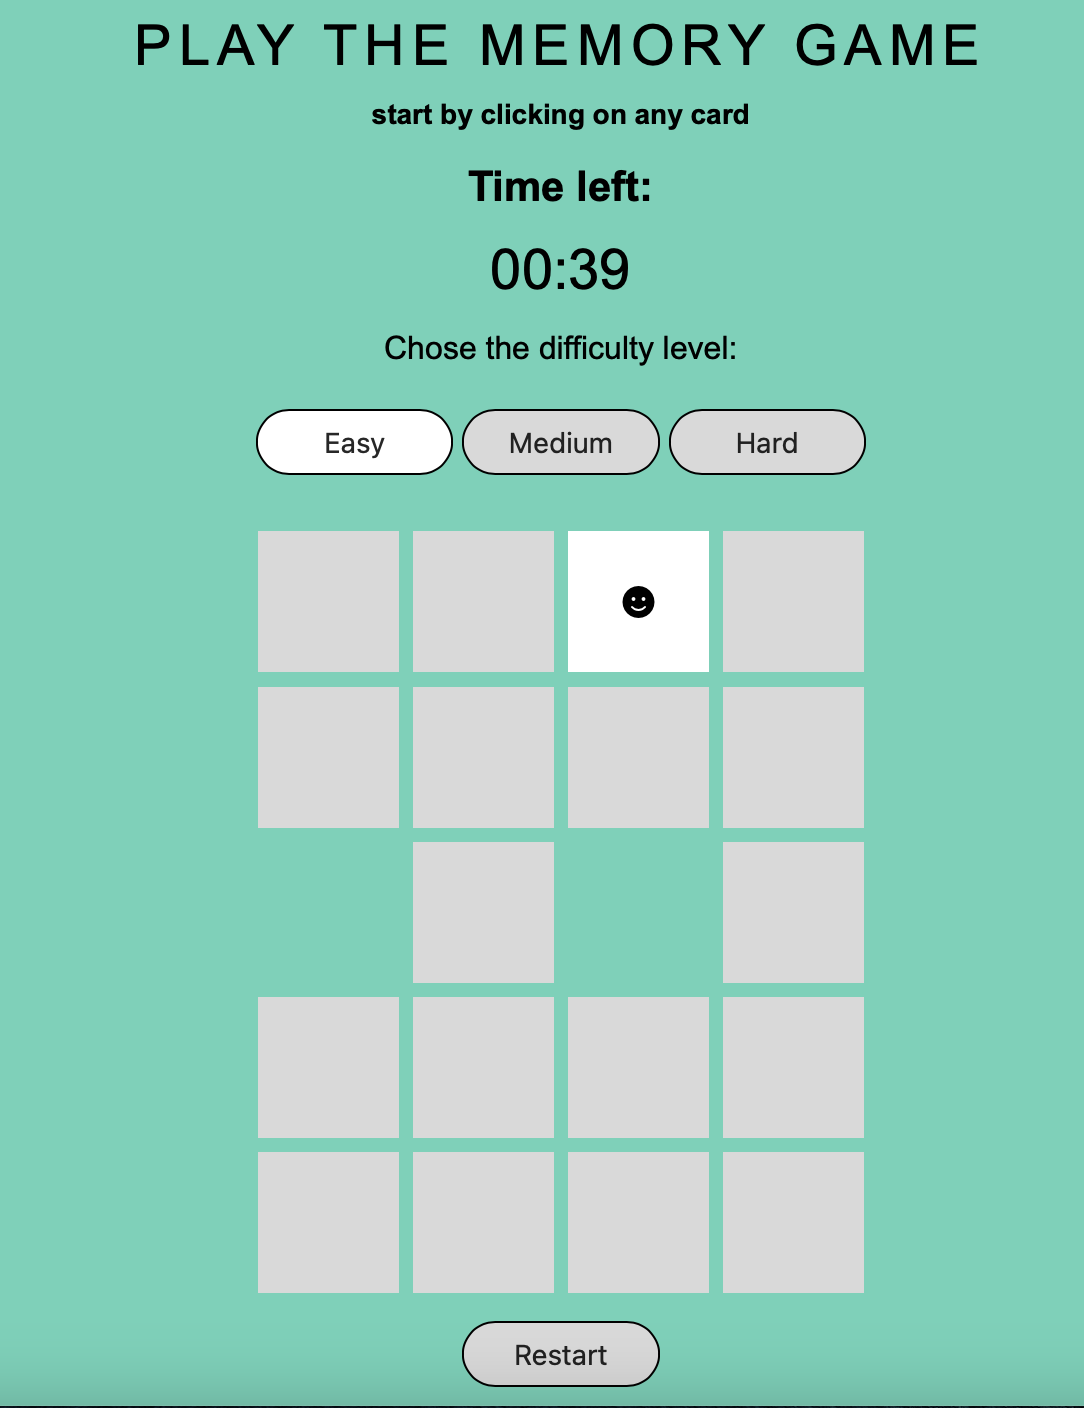 PLAY THE MEMORY GAME
start by clicking on any card
Time left:
00:39
Chose the difficulty level:
Easy Medium Hard
Restart